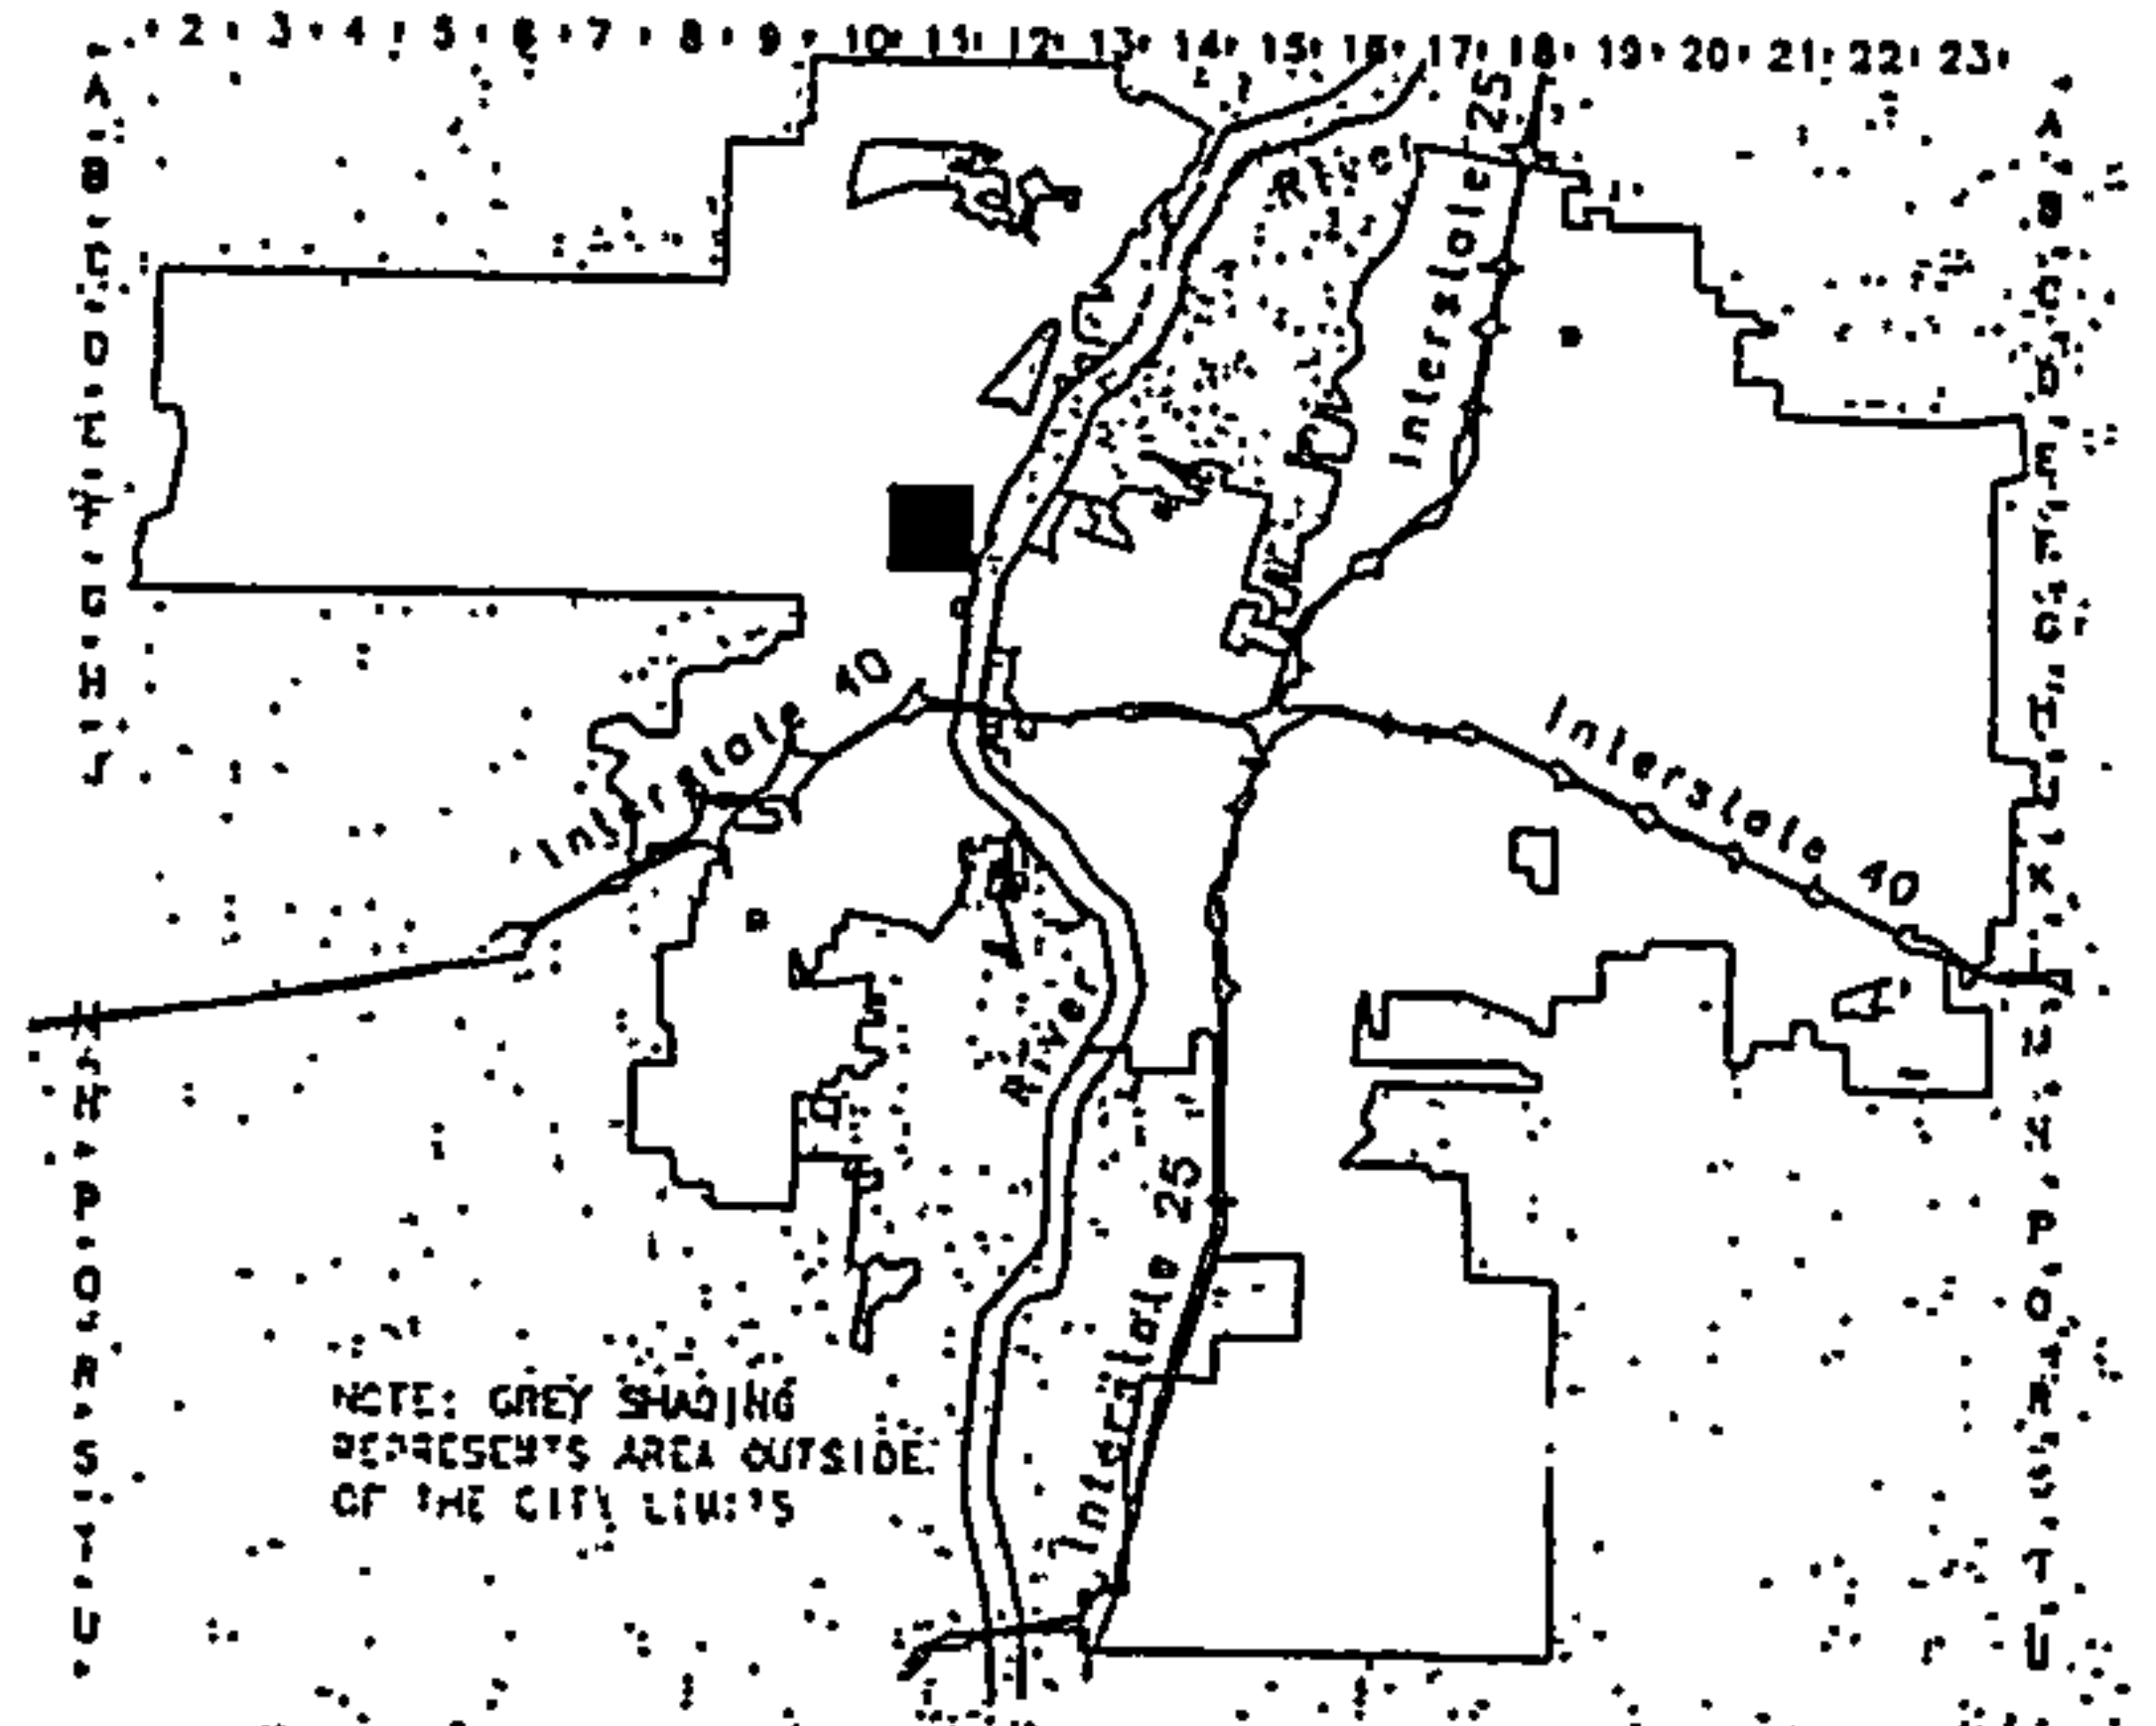 2 3 4 5 6 7 8 9 10 11 12 13 14 15 16 17 18 19 20 21 22 23
A
B
C
D
E
F
G
H
J
N
P
Q
R
S
T
U
A
B
C
D
E
F
G
H
J
K
L
M
N
P
Q
R
S
T
U
River
Interstate 25
Interstate 40
Interstate 40
River
Interstate 25
NOTE: GREY SHADING
REPRESENTS AREA OUTSIDE
OF THE CITY LIMITS